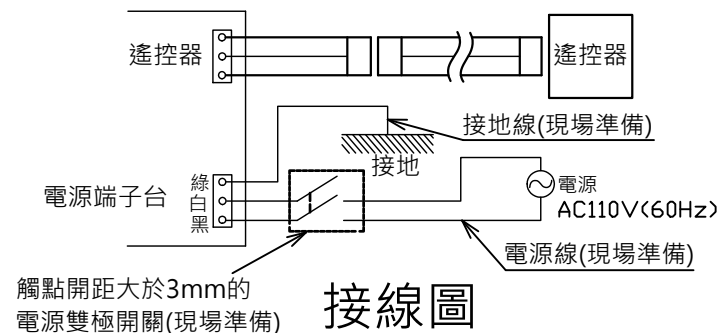 遙控器
遙控器
接地線(現場準備)
接地
電源端子台
綠
白
黑
電源
AC110V(60Hz)
電源線(現場準備)
觸點開距大於3mm的
電源雙極開關(現場準備)
接線圖